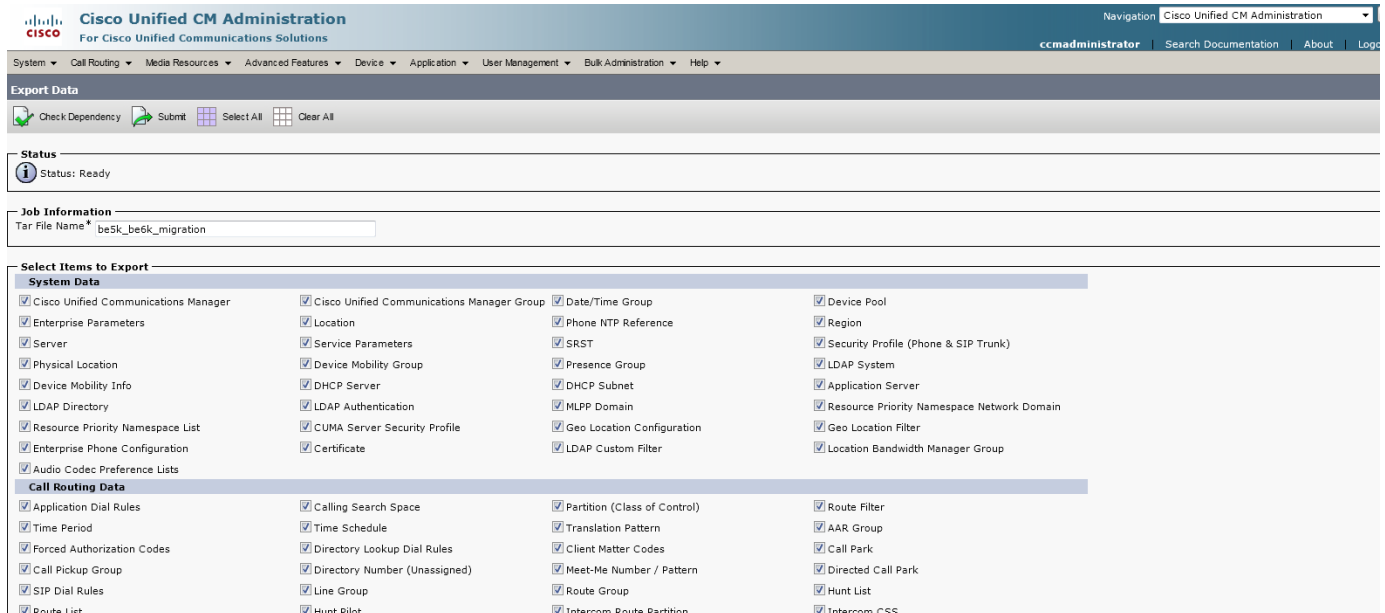 cisco
Cisco Unified CM Administration
For Cisco Unified Communications Solutions
Navigation Cisco Unified CM Administration
ccmadministrator | Search Documentation | About | Logo
System Call Routing Media Resources Advanced Features Device Application User Management Bulk Administration Help
Export Data
Check Dependency Submit Select All Clear All
Status
Status: Ready
Job Information
Tar File Name* be5k_be6k_migration
Select Items to Export
System Data
Cisco Unified Communications Manager Cisco Unified Communications Manager Group Date/Time Group Device Pool
Enterprise Parameters Location Phone NTP Reference Region
Server Service Parameters SRST Security Profile (Phone & SIP Trunk)
Physical Location Device Mobility Group Presence Group LDAP System
Device Mobility Info DHCP Server DHCP Subnet Application Server
LDAP Directory LDAP Authentication MLPP Domain Resource Priority Namespace Network Domain
Resource Priority Namespace List CUMA Server Security Profile Geo Location Configuration Geo Location Filter
Enterprise Phone Configuration Certificate LDAP Custom Filter Location Bandwidth Manager Group
Audio Codec Preference Lists
Call Routing Data
Application Dial Rules Calling Search Space Partition (Class of Control) Route Filter
Time Period Time Schedule Translation Pattern AAR Group
Forced Authorization Codes Directory Lookup Dial Rules Client Matter Codes Call Park
Call Pickup Group Directory Number (Unassigned) Meet-Me Number / Pattern Directed Call Park
SIP Dial Rules Line Group Route Group Hunt List
Route List Hunt Pilot Intercom Route Partition Intercom CSS